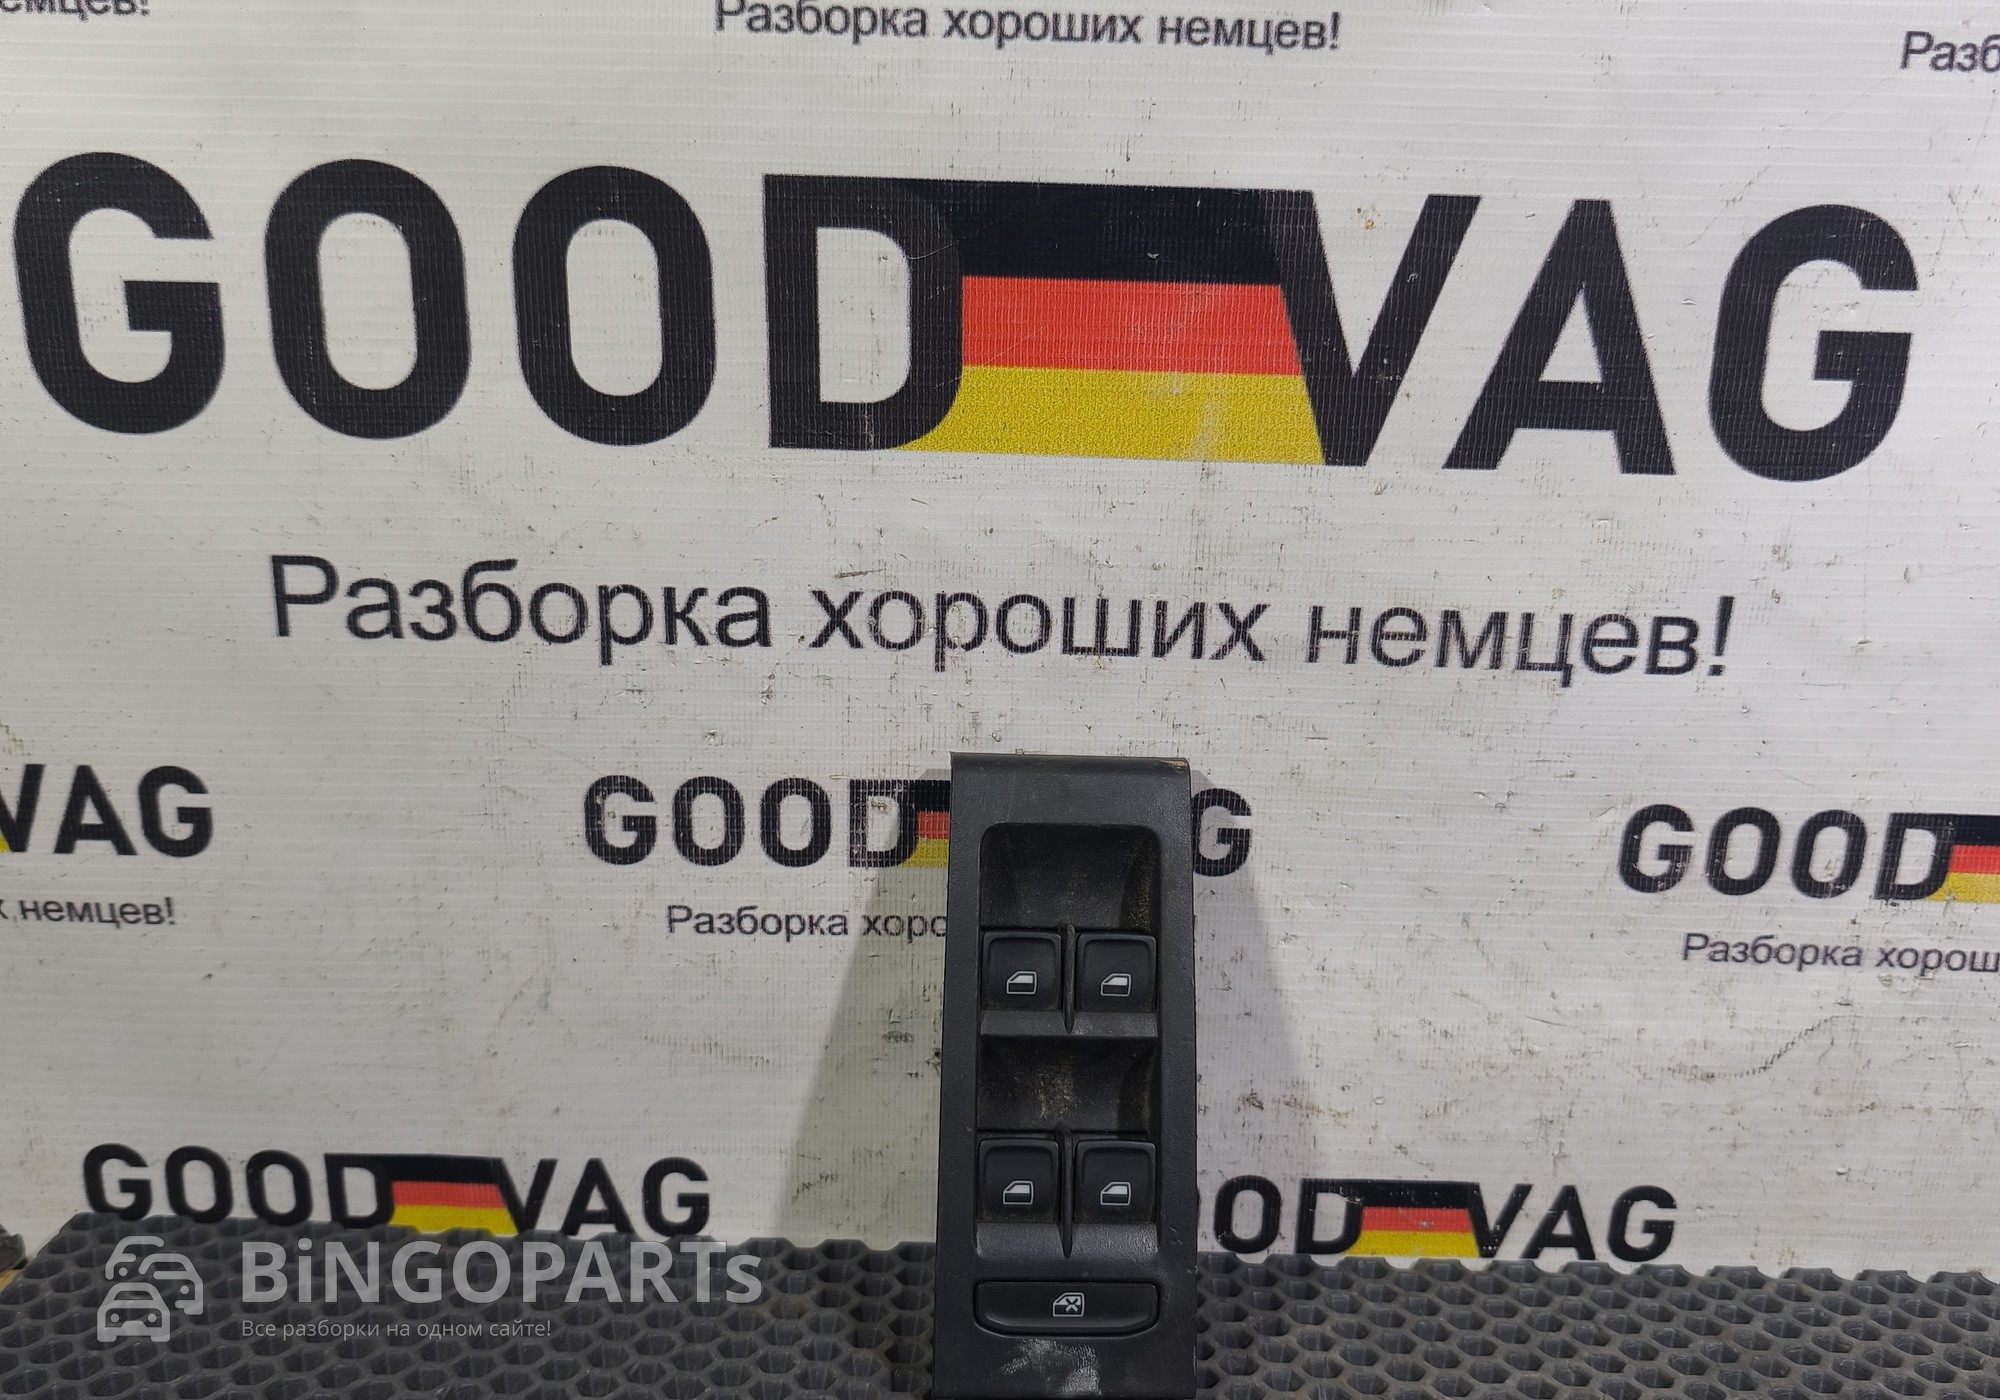 емцев!
Разборка хороших немцев!
Разб
GOOD VAG
Разборка хороших немцев!
VAG
GOOD
G
GOOD
немцев!
Разборка хоро
Разборка хорош
GOOD VAG
OOD VAG
BiNGOPARTs
Все разборки на одном сайте!